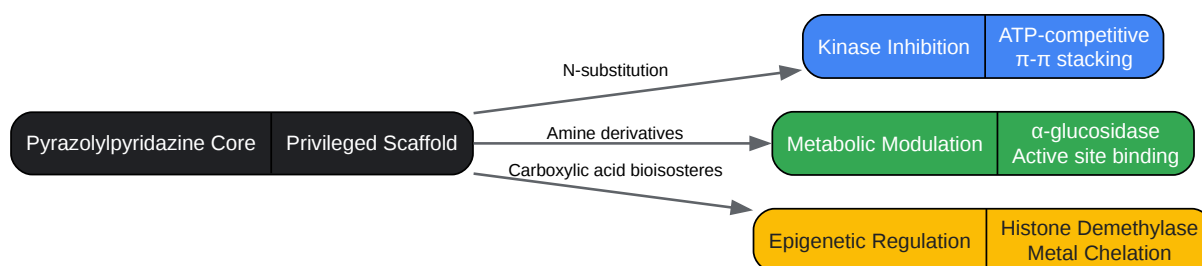 Pyrazolylpyridazine Core
Privileged Scaffold
N-substitution
Amine derivatives
Carboxylic acid bioisosteres
Kinase Inhibition
ATP-competitive
π-π stacking
Metabolic Modulation
α-glucosidase
Active site binding
Epigenetic Regulation
Histone Demethylase
Metal Chelation